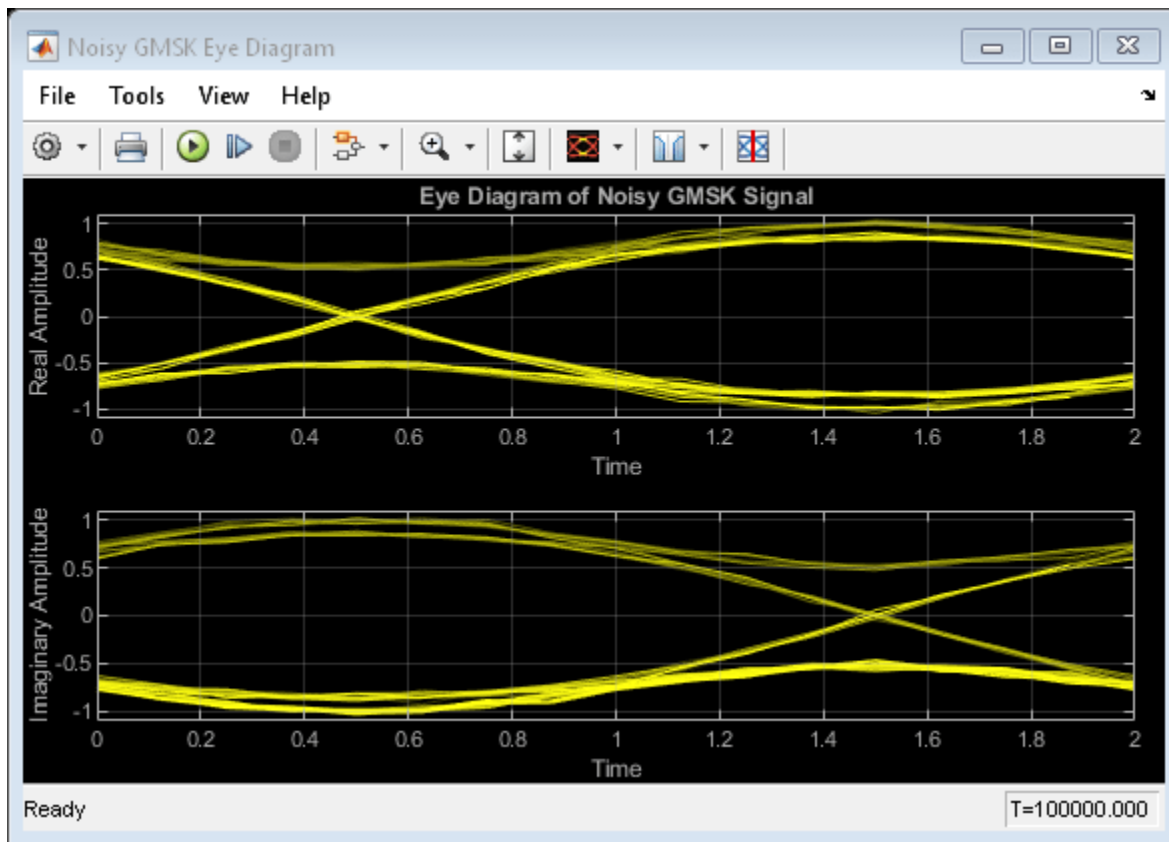 Noisy GMSK Eye Diagram
File Tools View Help
Eye Diagram of Noisy GMSK Signal
Real Amplitude
1
0.5
0
-0.5
-1
0 0.2 0.4 0.6 0.8 1 1.2 1.4 1.6 1.8 2
Time
Imaginary Amplitude
1
0.5
0
-0.5
-1
0 0.2 0.4 0.6 0.8 1 1.2 1.4 1.6 1.8 2
Time
Ready T=100000.000